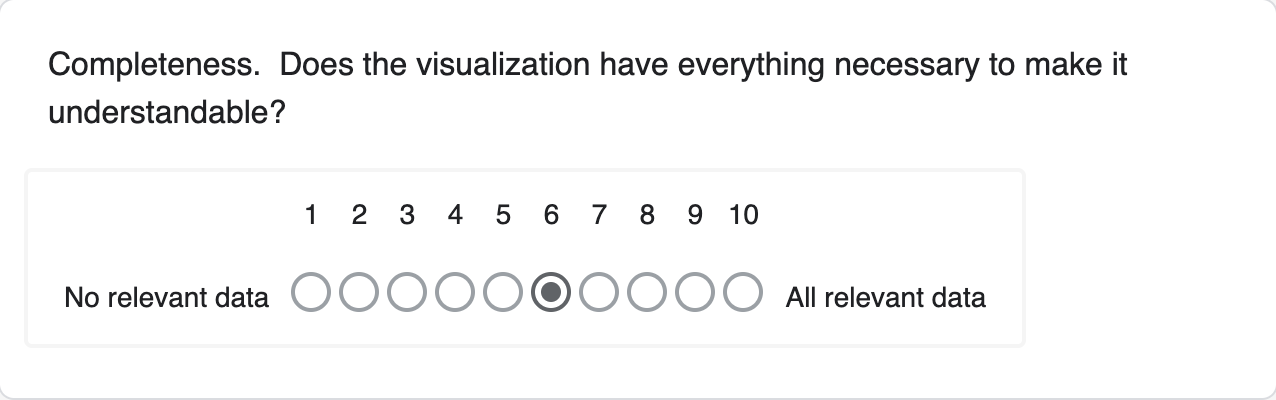 Completeness.  Does the visualization have everything necessary to make it
understandable?
1 2 3 4 5 6 7 8 9 10
No relevant data All relevant data